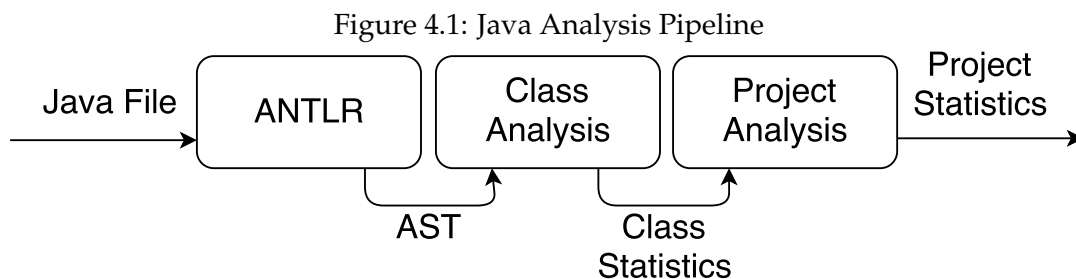 Figure 4.1: Java Analysis Pipeline
Java File
ANTLR
Class
Analysis
Project
Analysis
Project
Statistics
AST
Class
Statistics